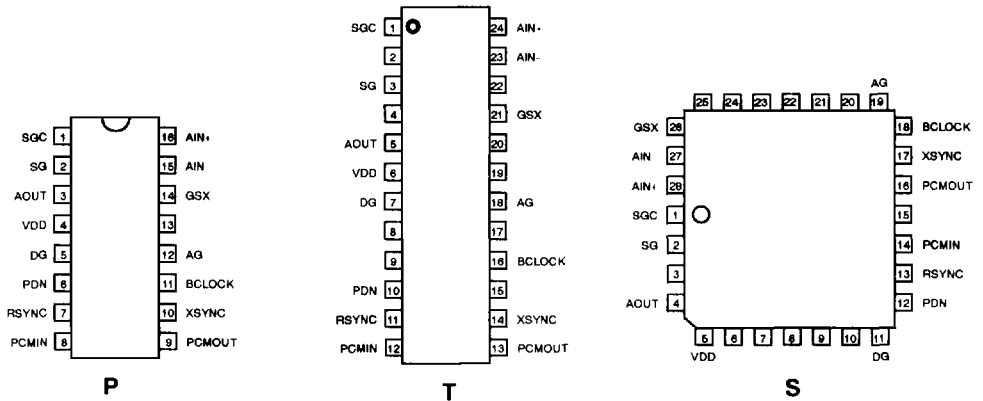 SGC 1 16 AIN+
SG 2 15 AIN
AOUT 3 14 GSX
VDD 4 13
DG 5 12 AG
PDN 6 11 BCLOCK
RSYNC 7 10 XSYNC
PCMIN 8 9 PCMOUT
P
SGC 1 24 AIN+
2 23 AIN-
SG 3 22
4 21 GSX
AOUT 5 20
VDD 6 19
DG 7 18 AG
8 17
9 16 BCLOCK
PDN 10 15
RSYNC 11 14 XSYNC
PCMIN 12 13 PCMOUT
T
AG
25 24 23 22 21 20 19
GSX 26 18 BCLOCK
AIN 27 17 XSYNC
AIN+ 28 16 PCMOUT
SGC 1 15
SG 2 14 PCMIN
3 13 RSYNC
AOUT 4 12 PDN
5 6 7 8 9 10 11
VDD DG
S